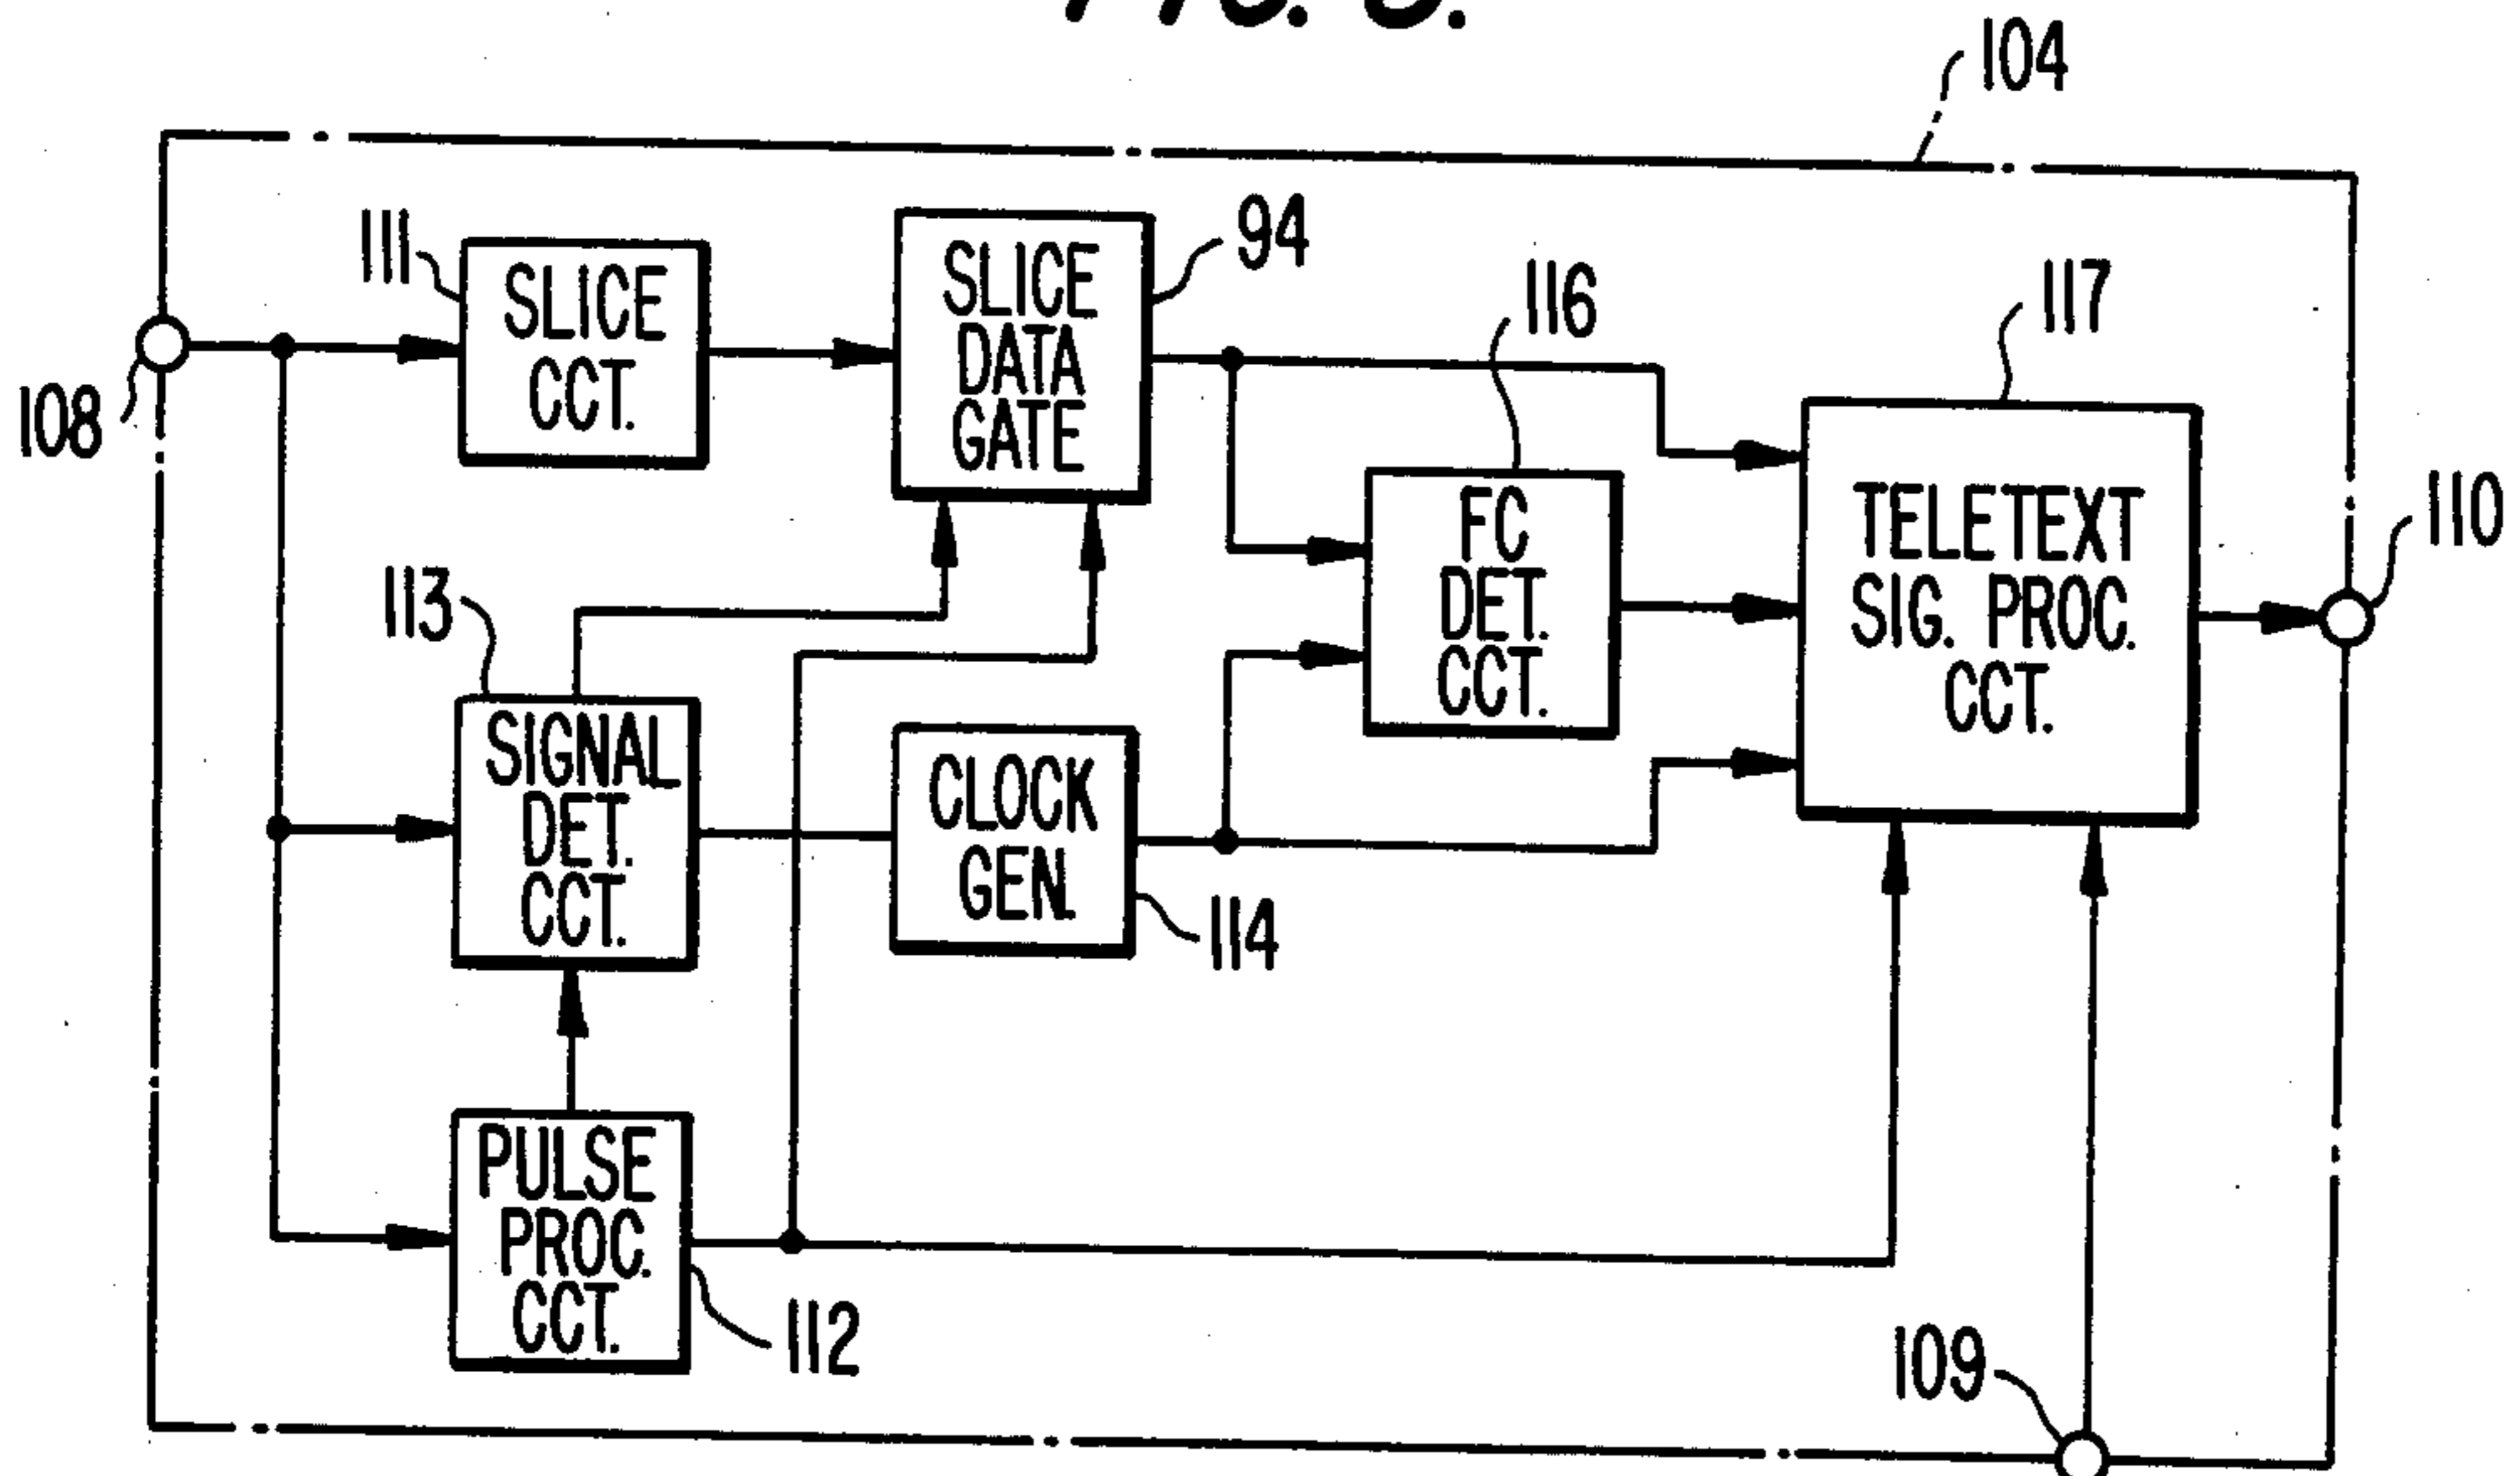 104
111
SLICE
CCT.
SLICE
DATA
GATE
94
116
117
108
FC
DET.
CCT.
TELETEXT
SIG. PROC.
CCT.
110
113
SIGNAL
DET.
CCT.
CLOCK
GEN.
114
PULSE
PROC.
CCT.
112
109